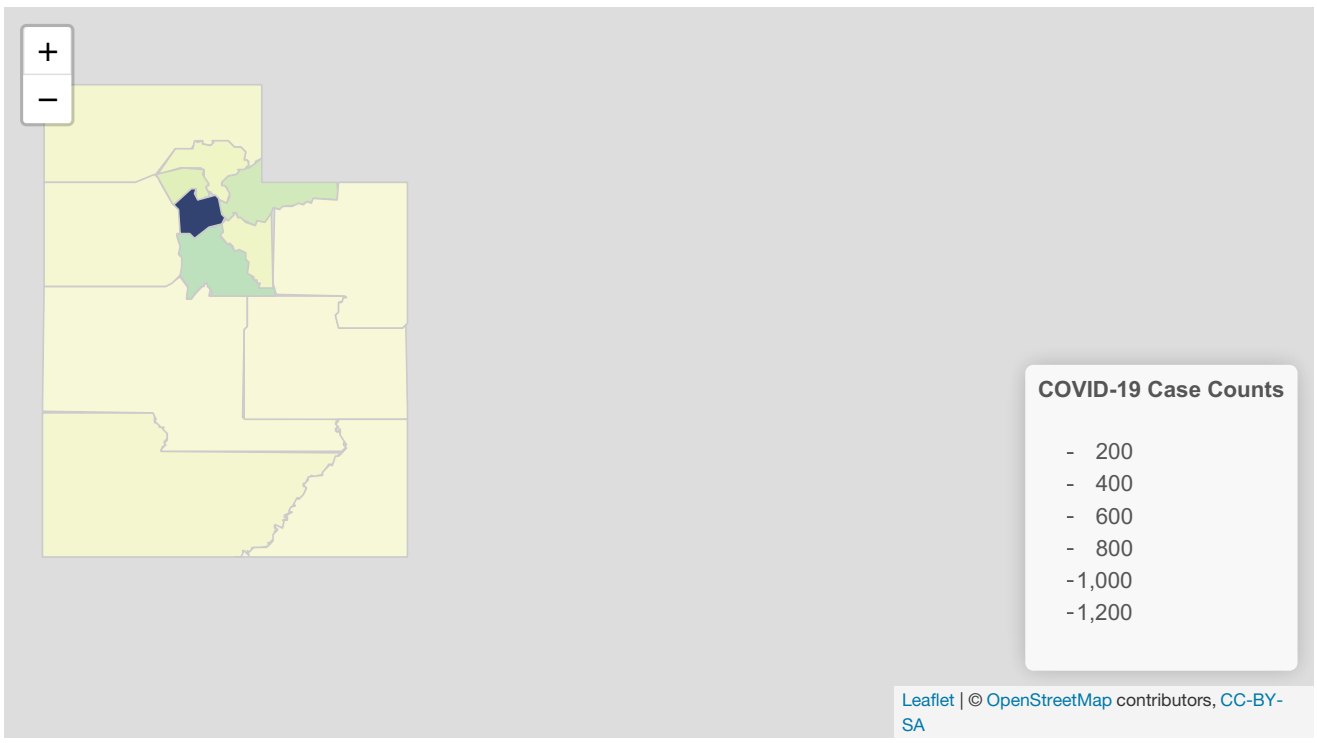 +
−
COVID-19 Case Counts
- 200
- 400
- 600
- 800
-1,000
-1,200
Leaflet | © OpenStreetMap contributors, CC-BY-
SA